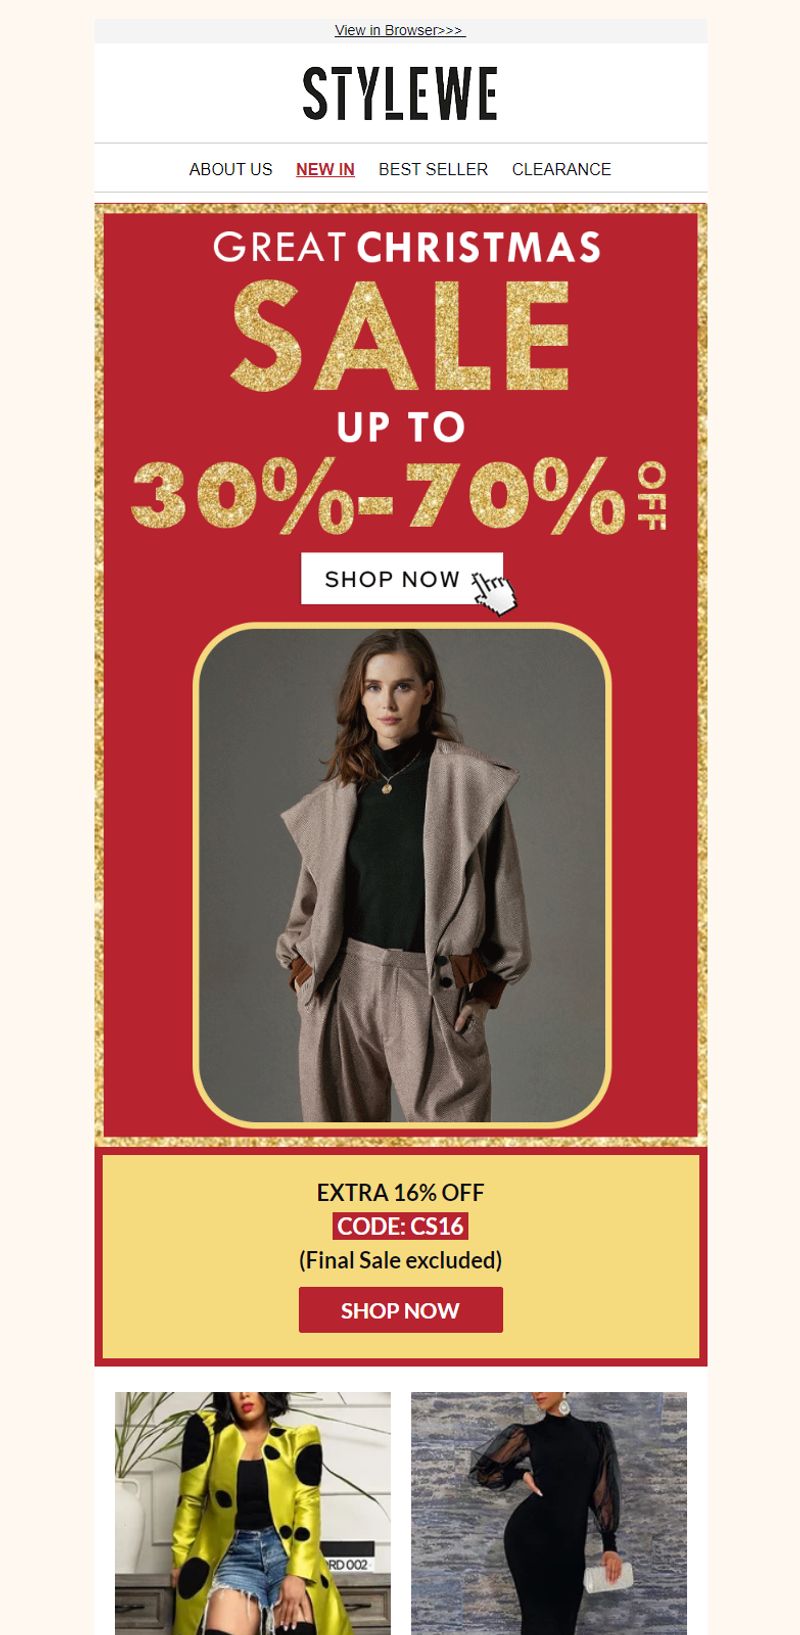 View in Browser>>>
STYLEWE
ABOUT US NEW IN BEST SELLER CLEARANCE
GREAT CHRISTMAS
SALE
UP TO
30%-70% OFF
SHOP NOW
EXTRA 16% OFF
CODE: CS16
(Final Sale excluded)
SHOP NOW
RD 002